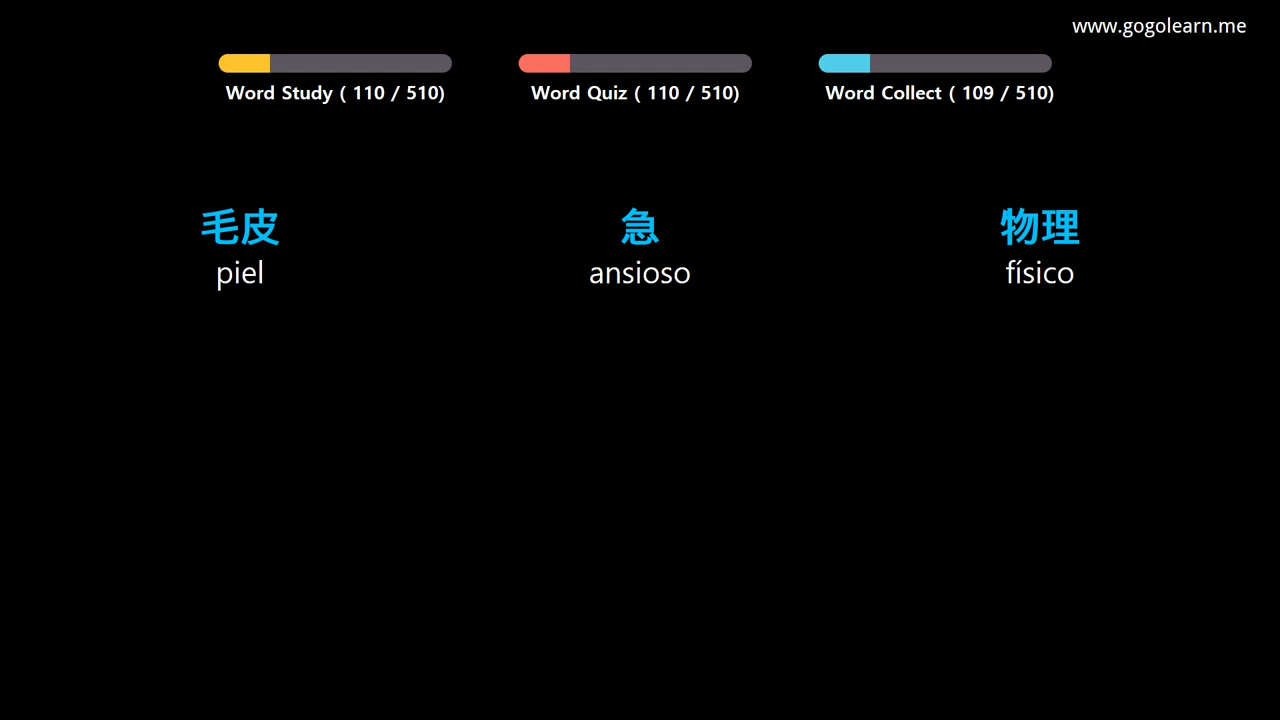 www.gogolearn.me
Word Study ( 110 / 510)
Word Quiz ( 110 / 510)
Word Collect ( 109 / 510)
毛皮
piel
急
ansioso
物理
físico